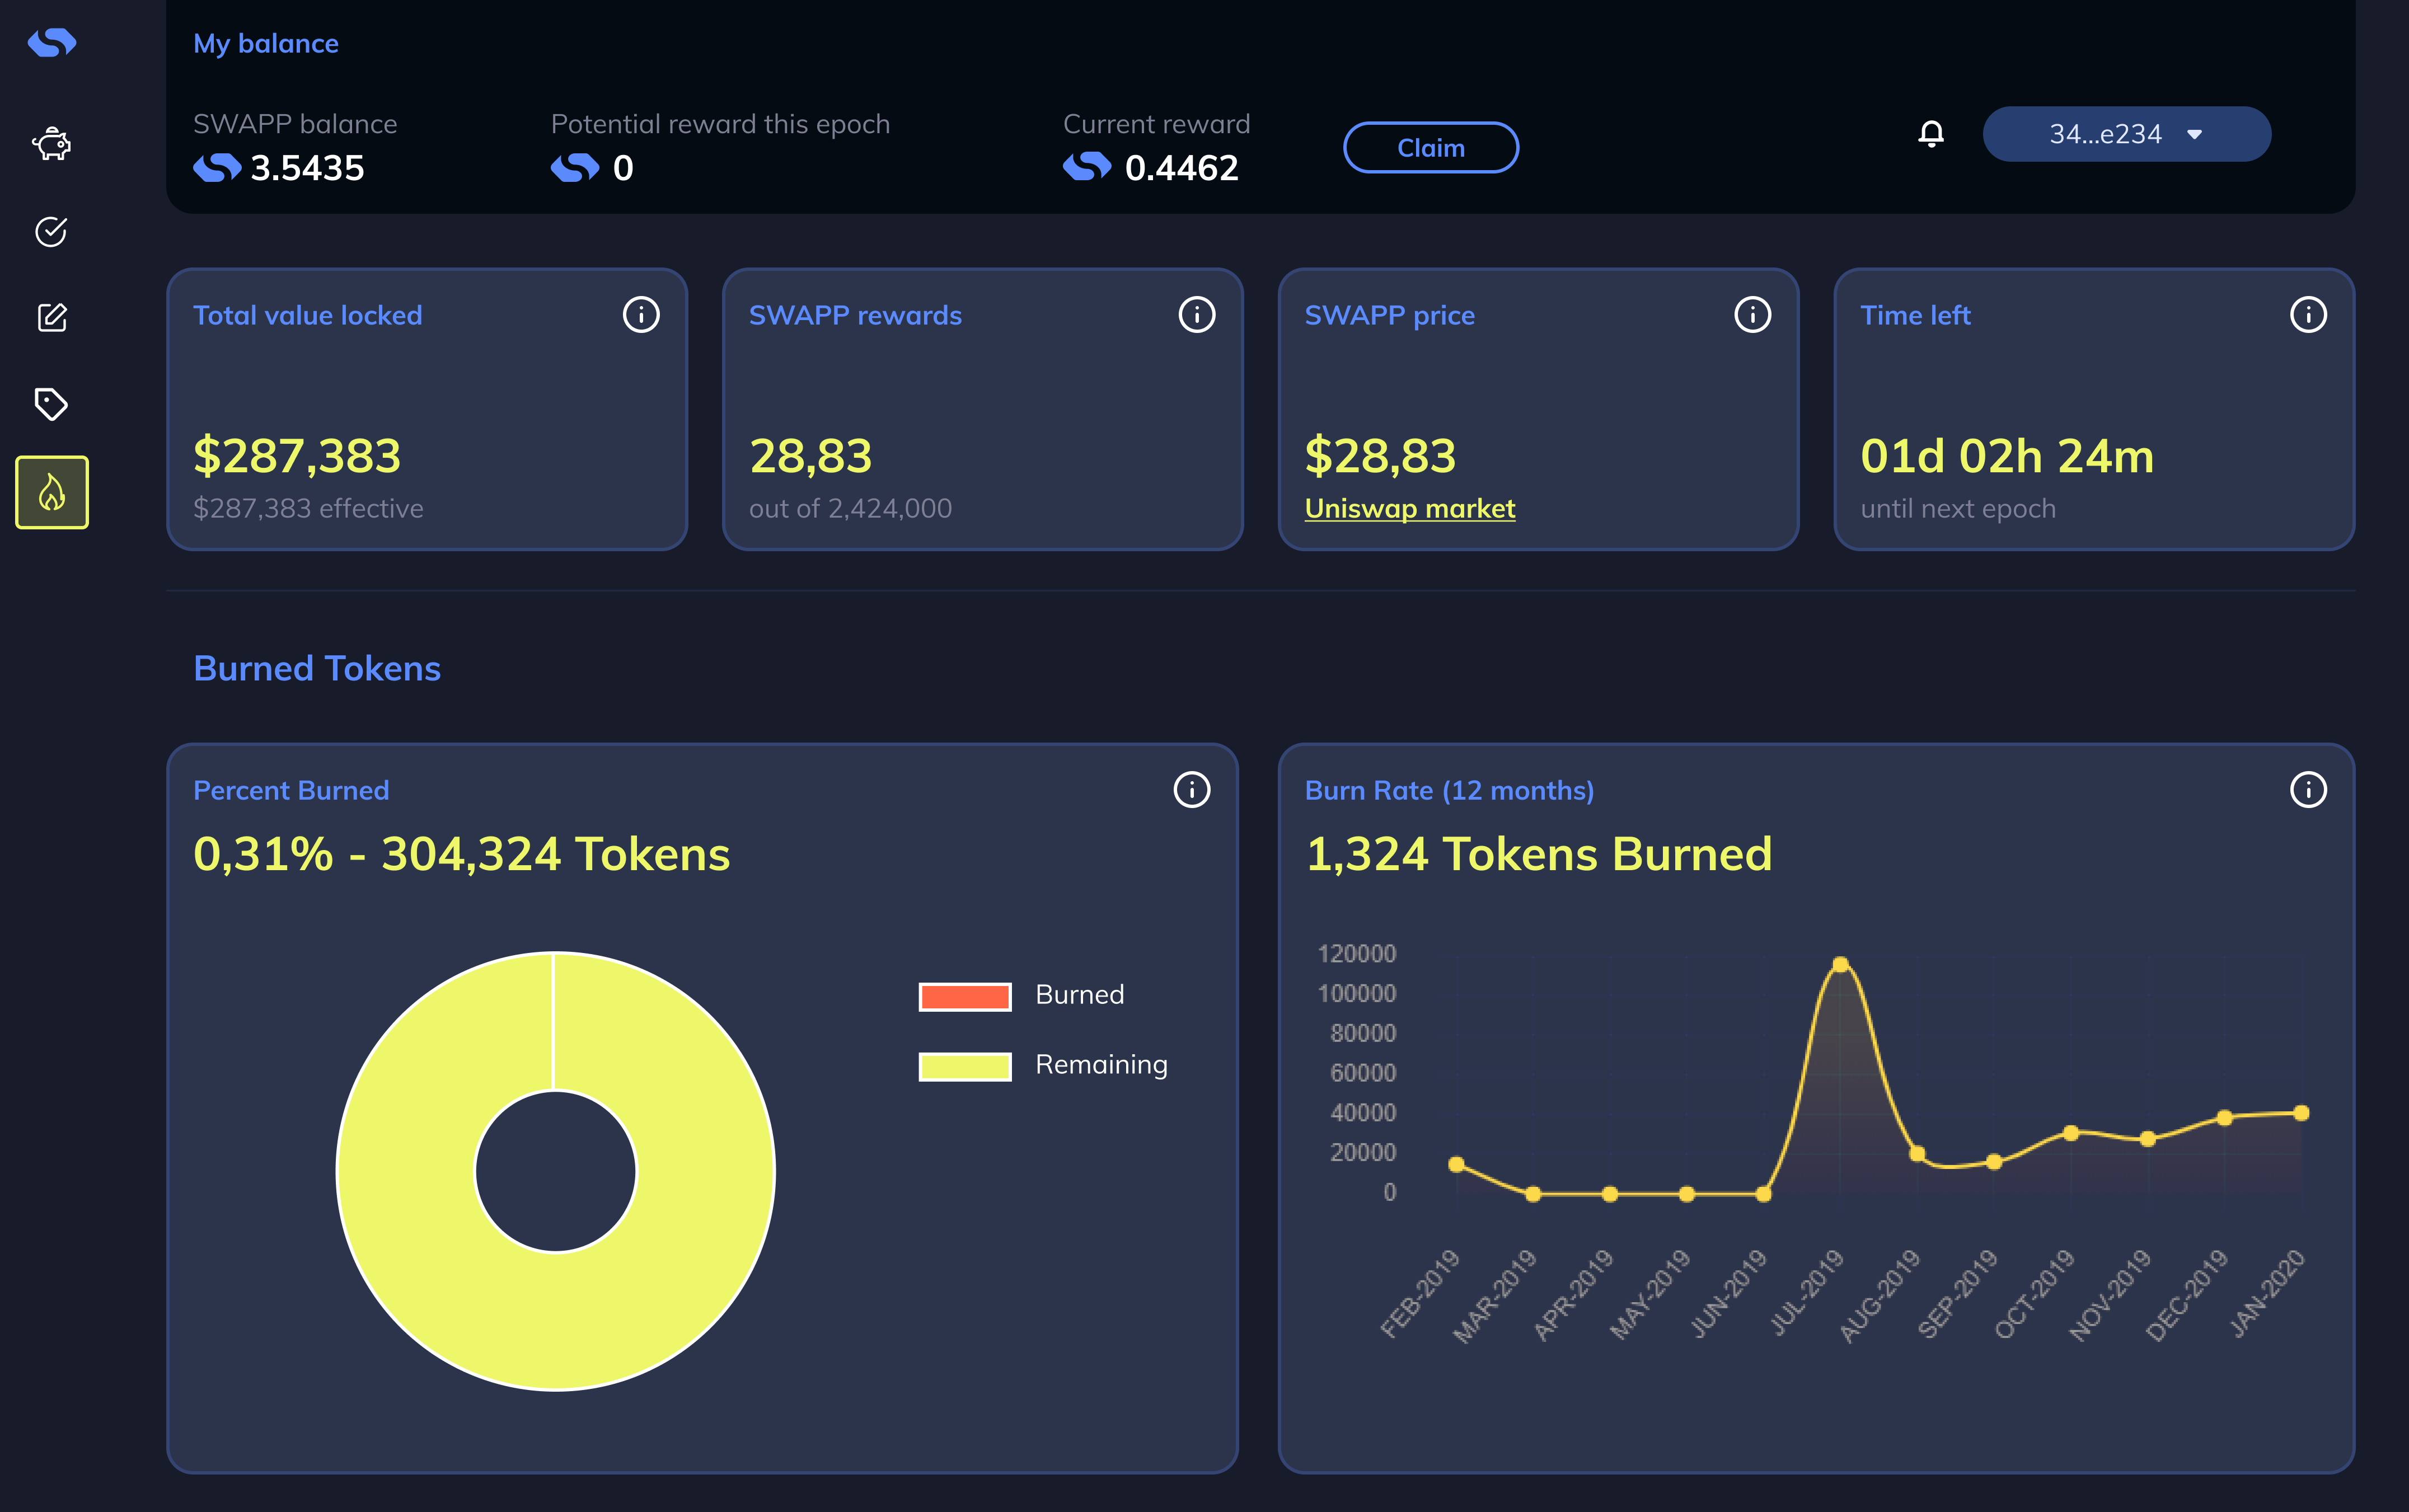 My balance
SWAPP balance
3.5435
Potential reward this epoch
0
Current reward
0.4462
Claim
34...e234
Total value locked
$287,383
$287,383 effective
SWAPP rewards
28,83
out of 2,424,000
SWAPP price
$28,83
Uniswap market
Time left
01d 02h 24m
until next epoch
Burned Tokens
Percent Burned
0,31% - 304,324 Tokens
Burned
Remaining
Burn Rate (12 months)
1,324 Tokens Burned
120000
100000
80000
60000
40000
20000
0
FEB-2019
MAR-2019
APR-2019
MAY-2019
JUN-2019
JUL-2019
AUG-2019
SEP-2019
OCT-2019
NOV-2019
DEC-2019
JAN-2020